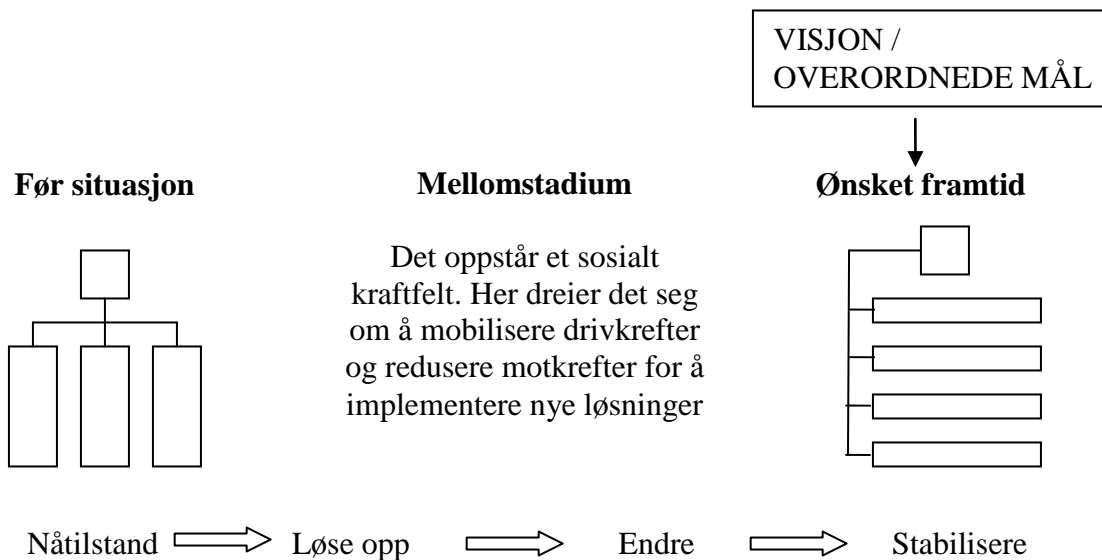 VISJON /
OVERORDNEDE MÅL
Før situasjon
Mellomstadium
Ønsket framtid
Det oppstår et sosialt
kraftfelt. Her dreier det seg
om å mobilisere drivkrefter
og redusere motkrefter for å
implementere nye løsninger
Nåtilstand
Løse opp
Endre
Stabilisere